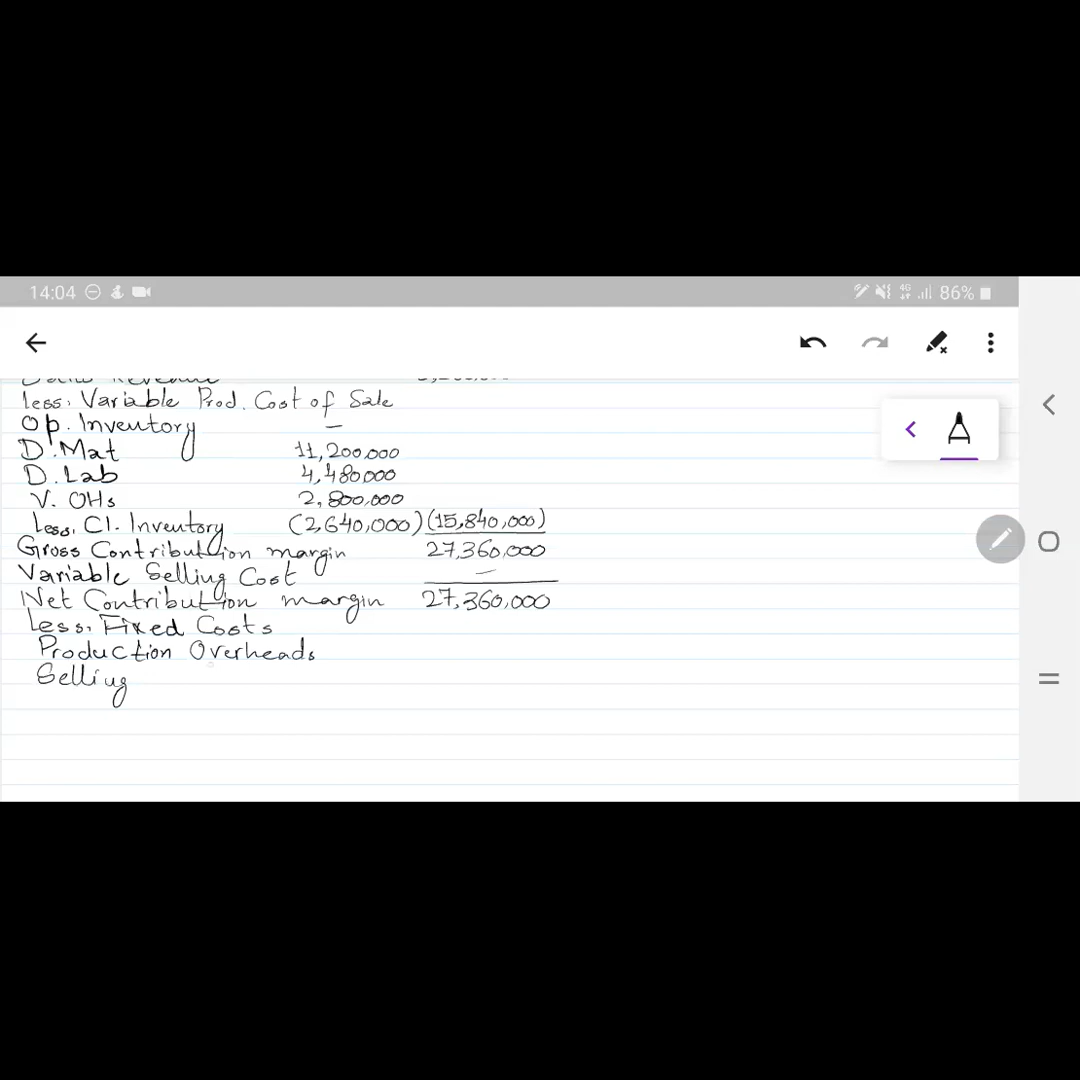 14:04 4G 86%
less. Variable Prod. Cost of Sale
Op. Inventory –
D. Mat 11,200,000
D. Lab 4,480,000
V. OHs 2,800,000
Less. Cl. Inventory (2,640,000) (15,840,000)
Gross Contribution margin 27,360,000
Variable Selling Cost –
Net Contribution margin 27,360,000
Less. Fixed Costs
Production Overheads
Selling